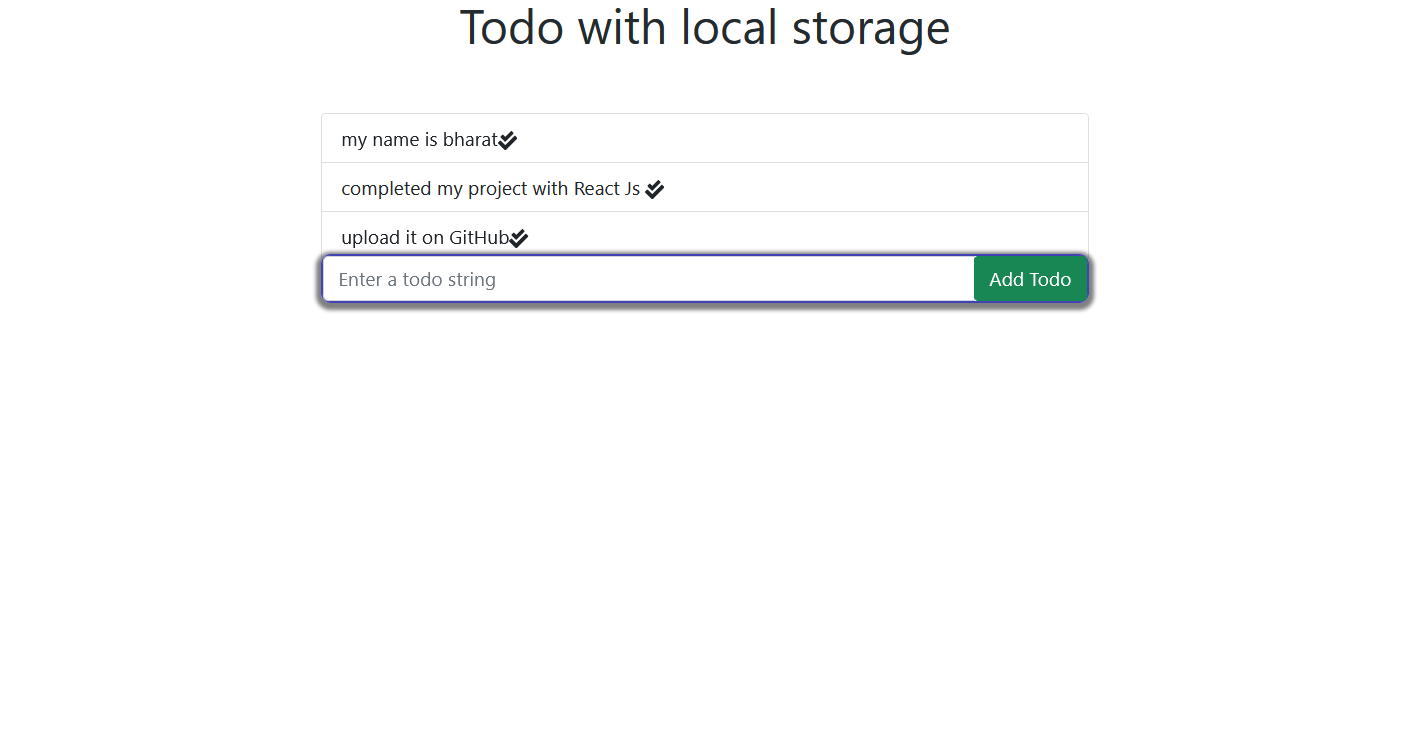 Todo with local storage
my name is bharat
completed my project with React Js
upload it on GitHub
Enter a todo string
Add Todo